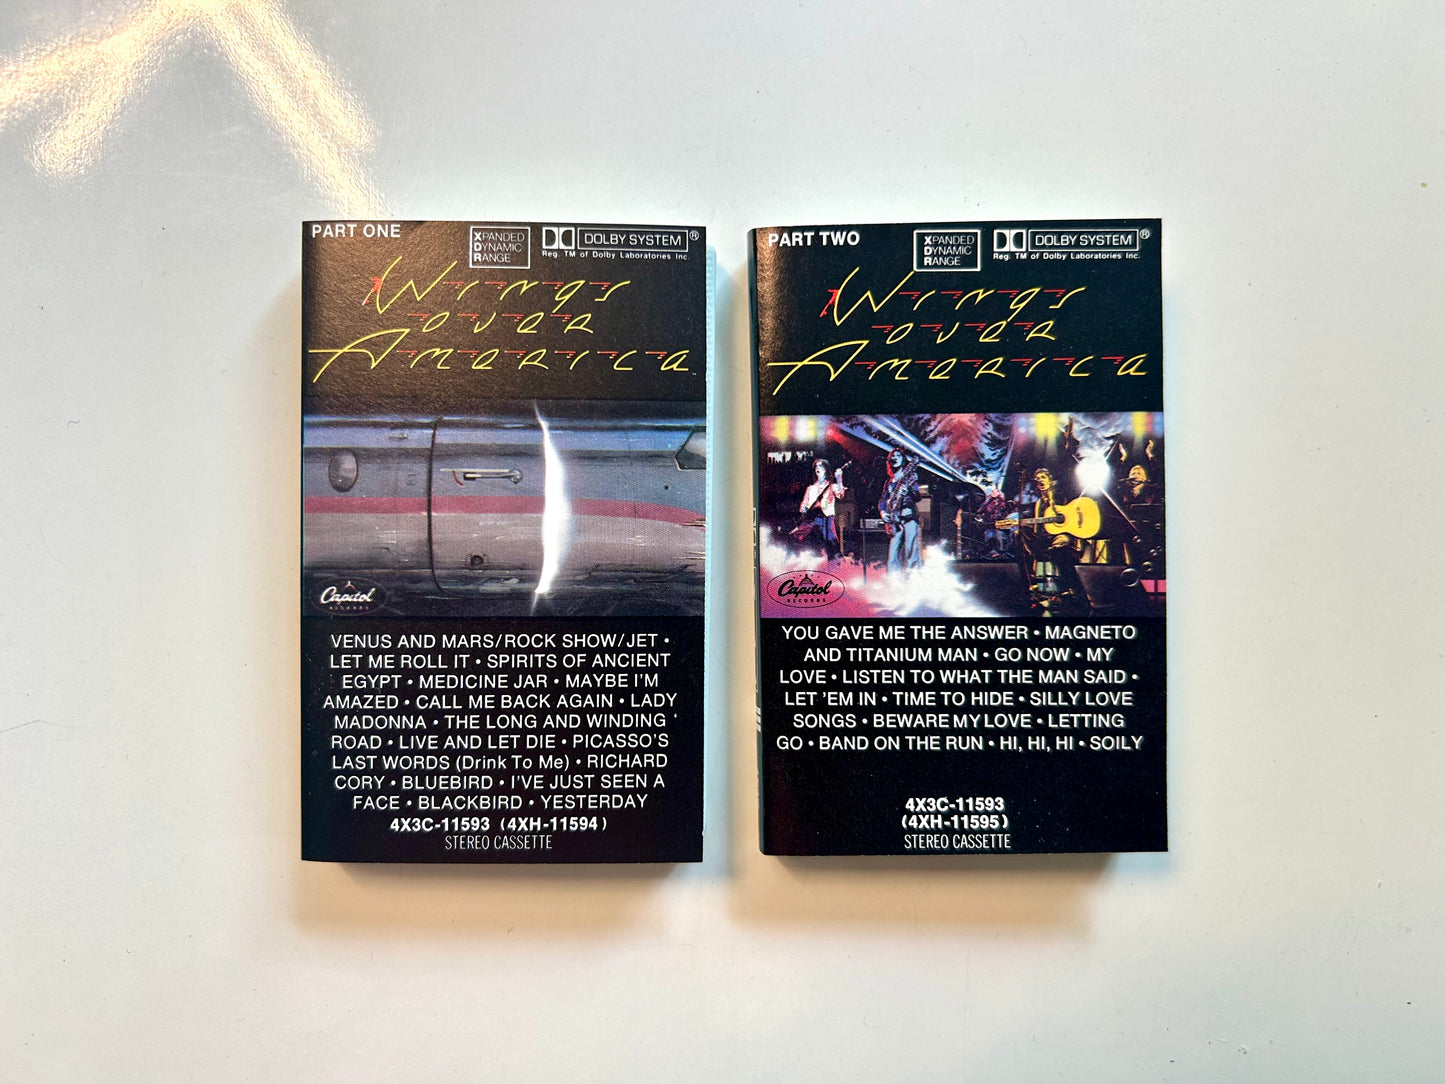 PART ONE
XPANDED
DYNAMIC
RANGE
DOLBY SYSTEM®
Reg. TM of Dolby Laboratories Inc.
Wings
over
America
Capitol
RECORDS
VENUS AND MARS/ROCK SHOW/JET •
LET ME ROLL IT • SPIRITS OF ANCIENT
EGYPT • MEDICINE JAR • MAYBE I'M
AMAZED • CALL ME BACK AGAIN • LADY
MADONNA • THE LONG AND WINDING
ROAD • LIVE AND LET DIE • PICASSO'S
LAST WORDS (Drink To Me) • RICHARD
CORY • BLUEBIRD • I'VE JUST SEEN A
FACE • BLACKBIRD • YESTERDAY
4X3C-11593 (4XH-11594)
STEREO CASSETTE
PART TWO
XPANDED
DYNAMIC
RANGE
DOLBY SYSTEM®
Reg. TM of Dolby Laboratories Inc.
Wings
over
America
Capitol
RECORDS
YOU GAVE ME THE ANSWER • MAGNETO
AND TITANIUM MAN • GO NOW • MY
LOVE • LISTEN TO WHAT THE MAN SAID •
LET 'EM IN • TIME TO HIDE • SILLY LOVE
SONGS • BEWARE MY LOVE • LETTING
GO • BAND ON THE RUN • HI, HI, HI • SOILY
4X3C-11593
(4XH-11595)
STEREO CASSETTE